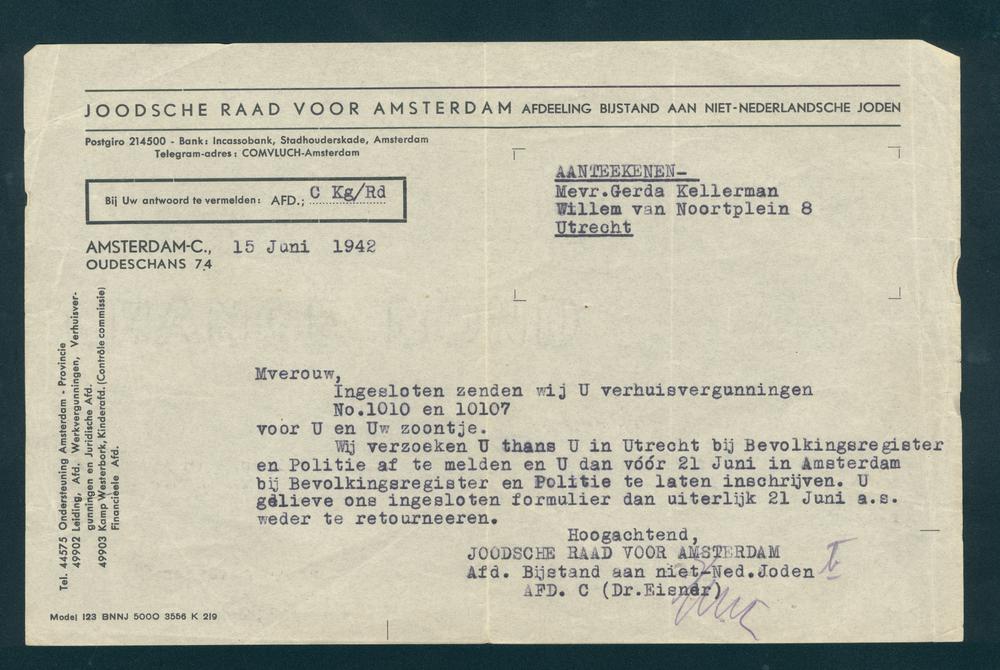 JOODSCHE RAAD VOOR AMSTERDAM AFDEELING BIJSTAND AAN NIET-NEDERLANDSCHE JODEN
Postgiro 214500 - Bank: Incassobank, Stadhouderskade, Amsterdam
Telegram-adres: COMVLUCH-Amsterdam
Bij Uw antwoord te vermelden: AFD.; C Kg/Rd
AMSTERDAM-C., 15 Juni 1942
OUDESCHANS 74
AANTEEKENEN-
Mevr.Gerda Kellerman
Willem van Noortplein 8
Utrecht
Tel. 44575 Ondersteuning Amsterdam - Provincie
49902 Leiding, Afd. Werkvergunningen, Verhuisver-
gunningen en Juridische Afd.
49903 Kamp Westerbork, Kinderafd. (Contrôle commissie)
Financieele Afd.
Mverouw,
Ingesloten zenden wij U verhuisvergunningen
No.1010 en 10107
voor U en Uw zoontje.
Wij verzoeken U thans U in Utrecht bij Bevolkingsregister
en Politie af te melden en U dan vóór 21 Juni in Amsterdam
bij Bevolkingsregister en Politie te laten inschrijven. U
gelieve ons ingesloten formulier dan uiterlijk 21 Juni a.s.
weder te retourneeren.
Hoogachtend,
JOODSCHE RAAD VOOR AMSTERDAM
Afd. Bijstand aan niet-Ned.Joden
AFD. C (Dr.Eisner)
Model 123 BNNJ 5000 3556 K 219